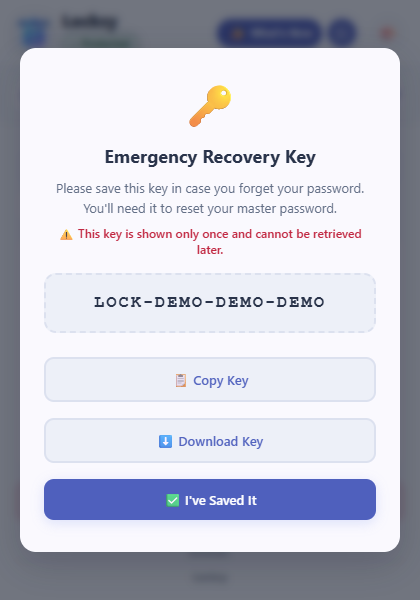 Emergency Recovery Key
Please save this key in case you forget your password.
You'll need it to reset your master password.
⚠️ This key is shown only once and cannot be retrieved
later.
LOCK-DEMO-DEMO-DEMO
📋 Copy Key
⬇️ Download Key
✅ I've Saved It